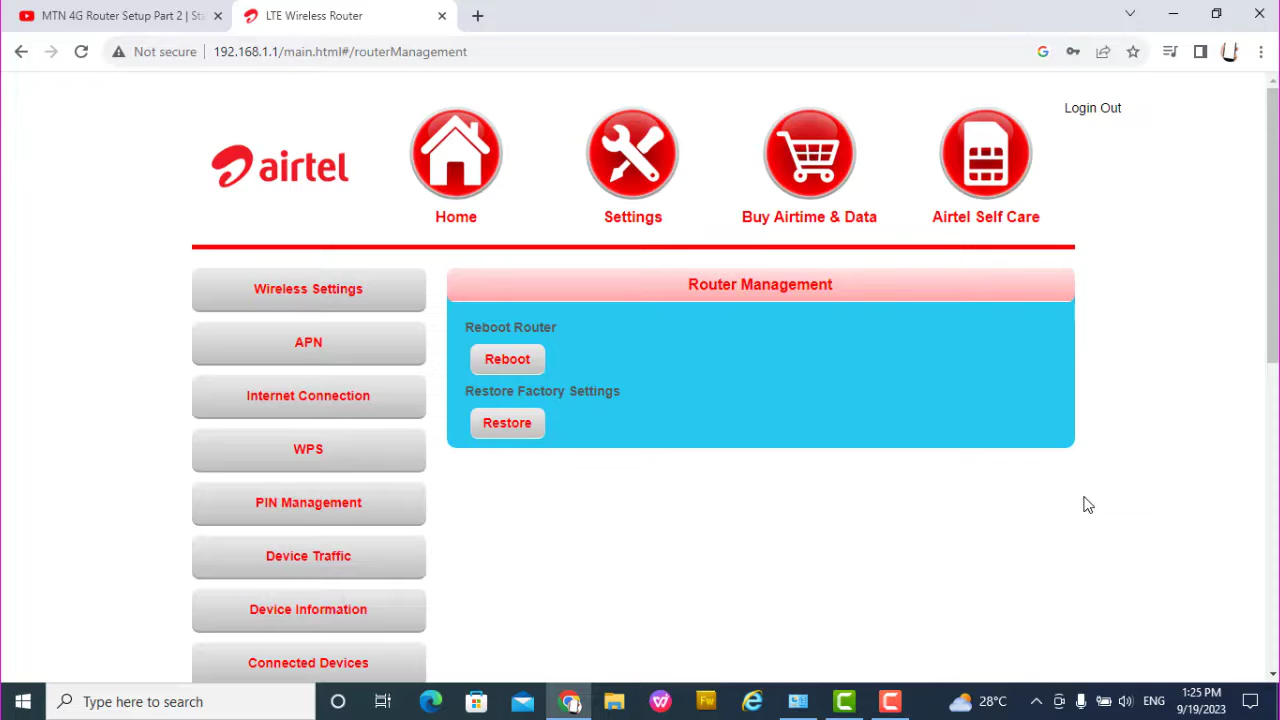 MTN 4G Router Setup Part 2 | Sta
LTE Wireless Router
Not secure
192.168.1.1/main.html#/routerManagement
Login Out
airtel
Home
Settings
Buy Airtime & Data
Airtel Self Care
Wireless Settings
APN
Internet Connection
WPS
PIN Management
Device Traffic
Device Information
Connected Devices
Router Management
Reboot Router
Reboot
Restore Factory Settings
Restore
Type here to search
28°C
ENG
1:25 PM
9/19/2023